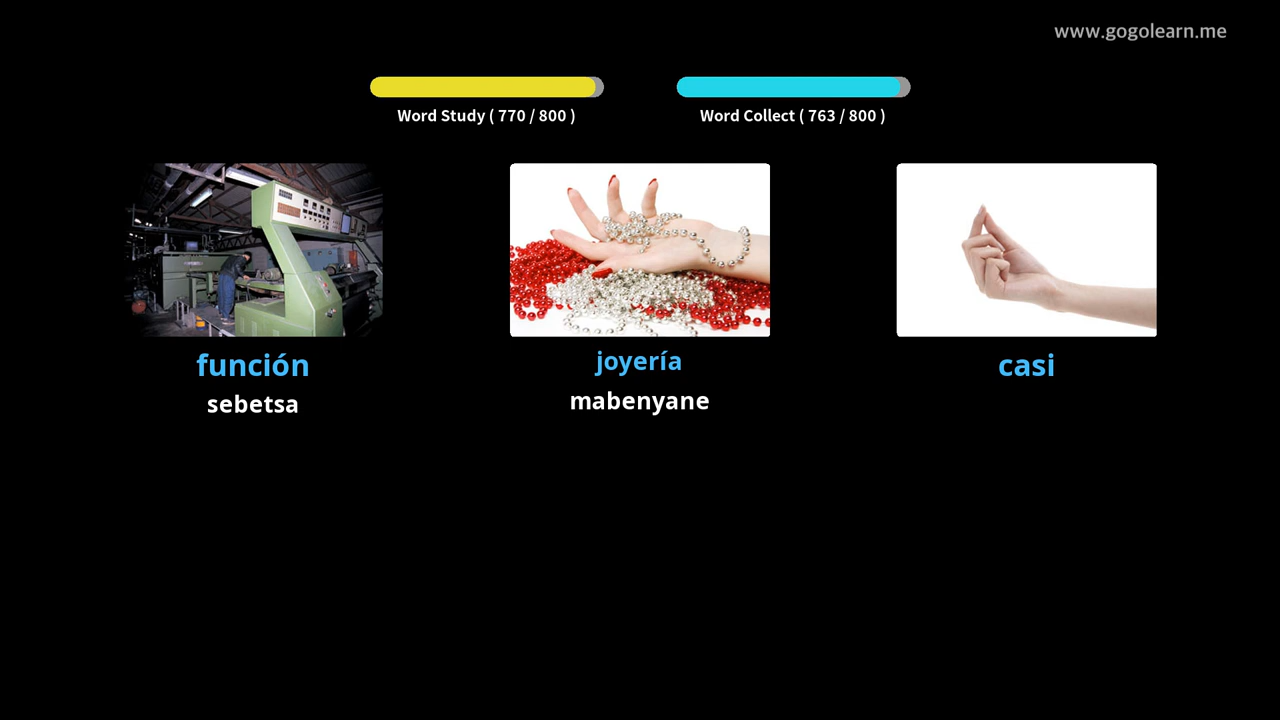 www.gogolearn.me
Word Study ( 770 / 800 )
Word Collect ( 763 / 800 )
función
sebetsa
joyería
mabenyane
casi